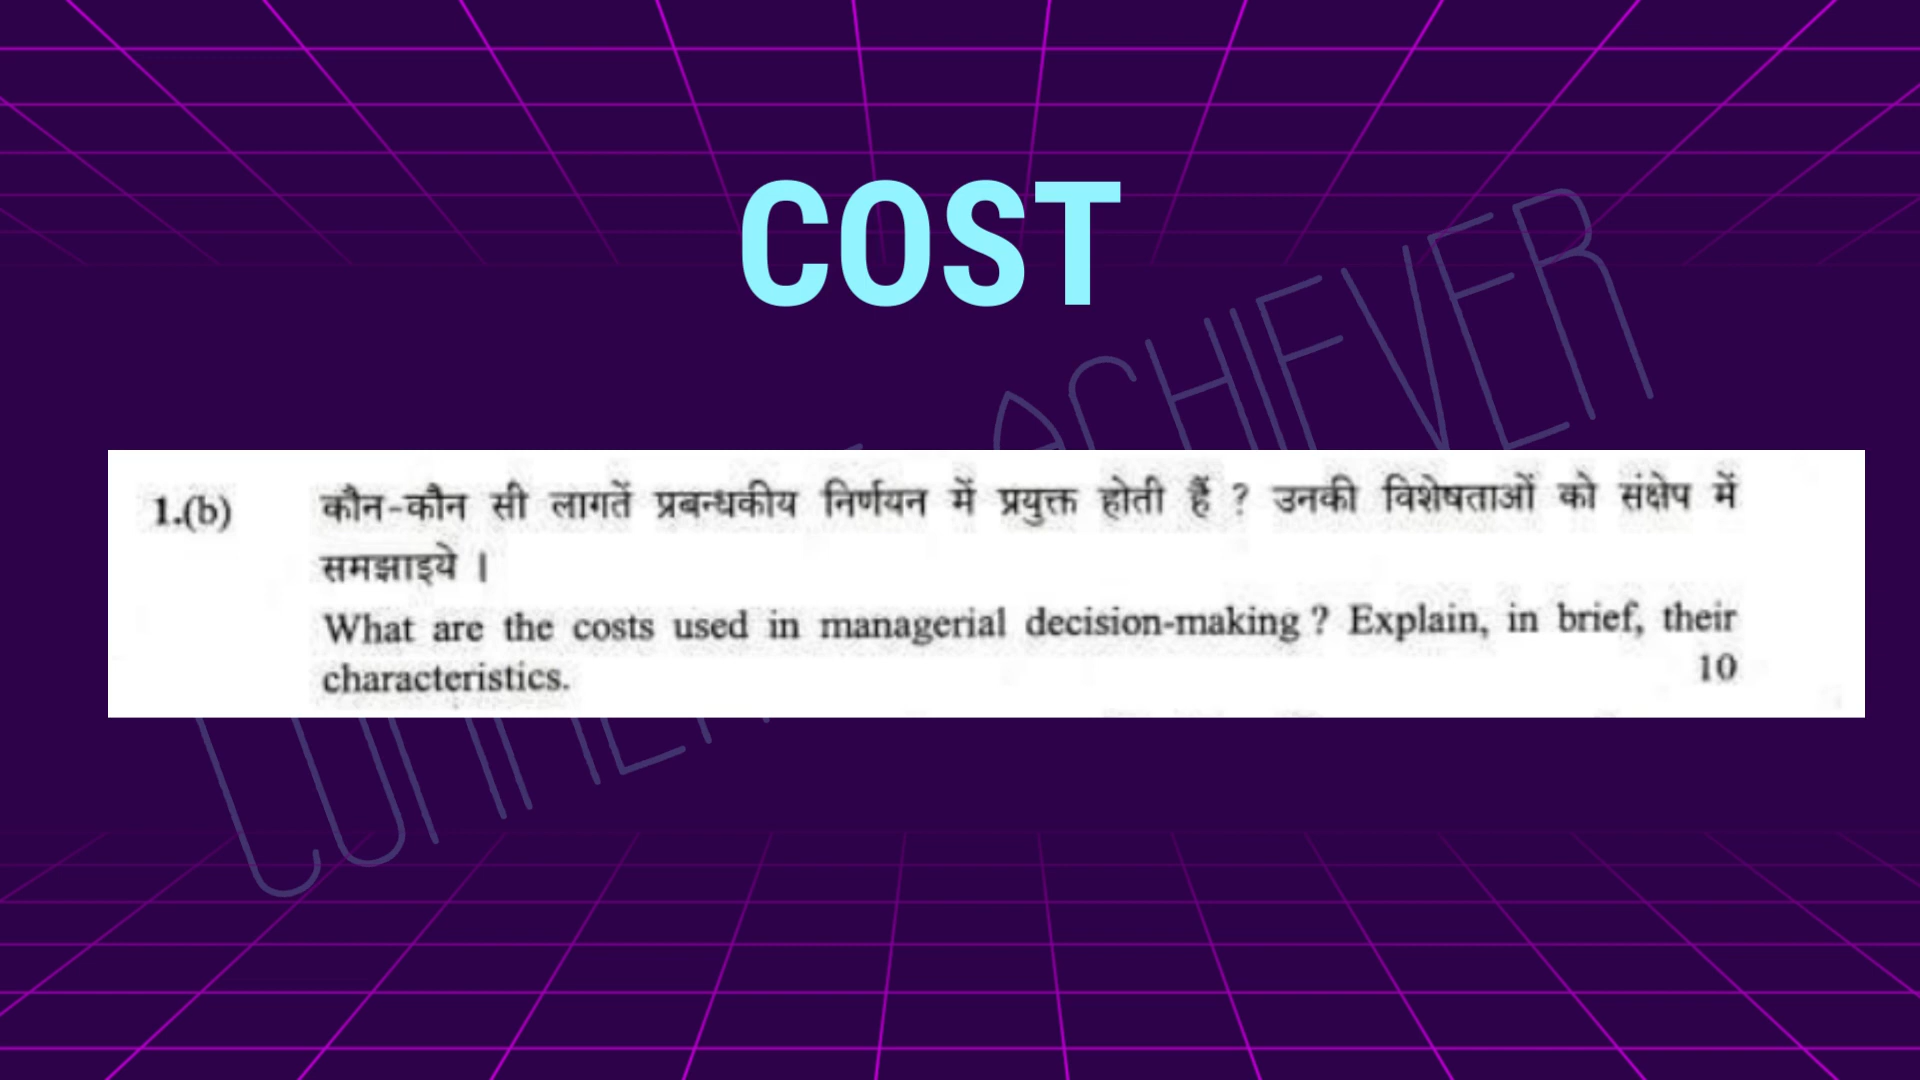 COST
1.(b) कौन-कौन सी लागतें प्रबन्धकीय निर्णयन में प्रयुक्त होती हैं ? उनकी विशेषताओं को संक्षेप में
समझाइये ।
What are the costs used in managerial decision-making ? Explain, in brief, their
characteristics. 10
ACHIEVER